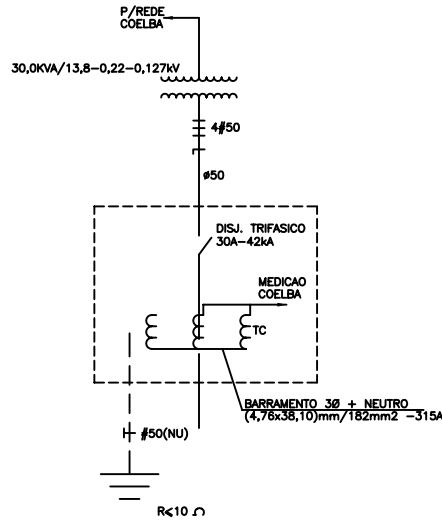 P/REDE
COELBA
30,0KVA/13,8-0,22-0,127kV
4#50
ø50
DISJ. TRIFASICO
30A-42kA
MEDICAO
COELBA
TC
BARRAMENTO 3Ø + NEUTRO
(4,76x38,10)mm/182mm2 -315A
#50(NU)
R≤10 Ω